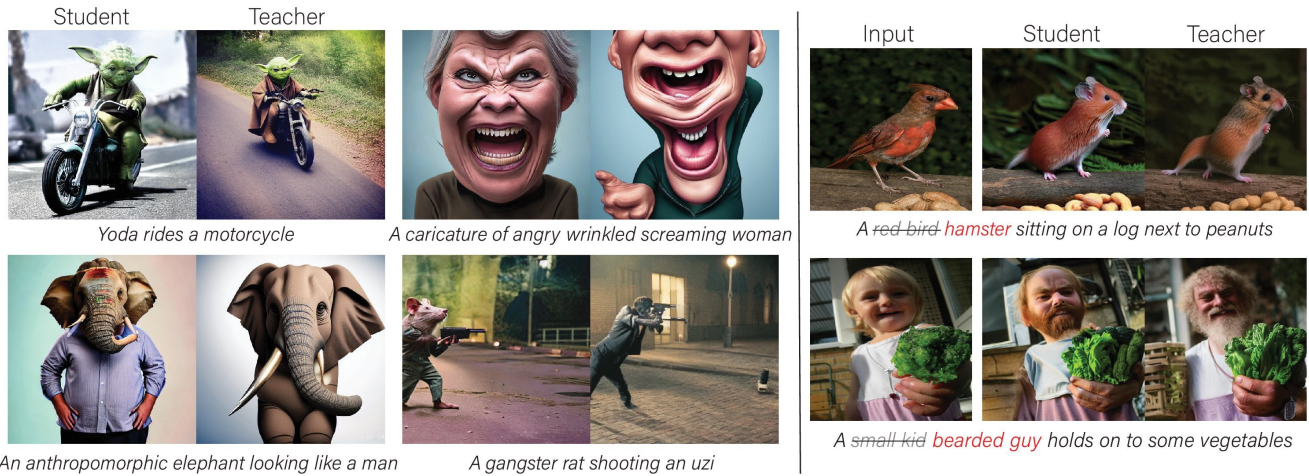 Student Teacher
Yoda rides a motorcycle
A caricature of angry wrinkled screaming woman
An anthropomorphic elephant looking like a man
A gangster rat shooting an uzi
Input Student Teacher
A red bird hamster sitting on a log next to peanuts
A small kid bearded guy holds on to some vegetables